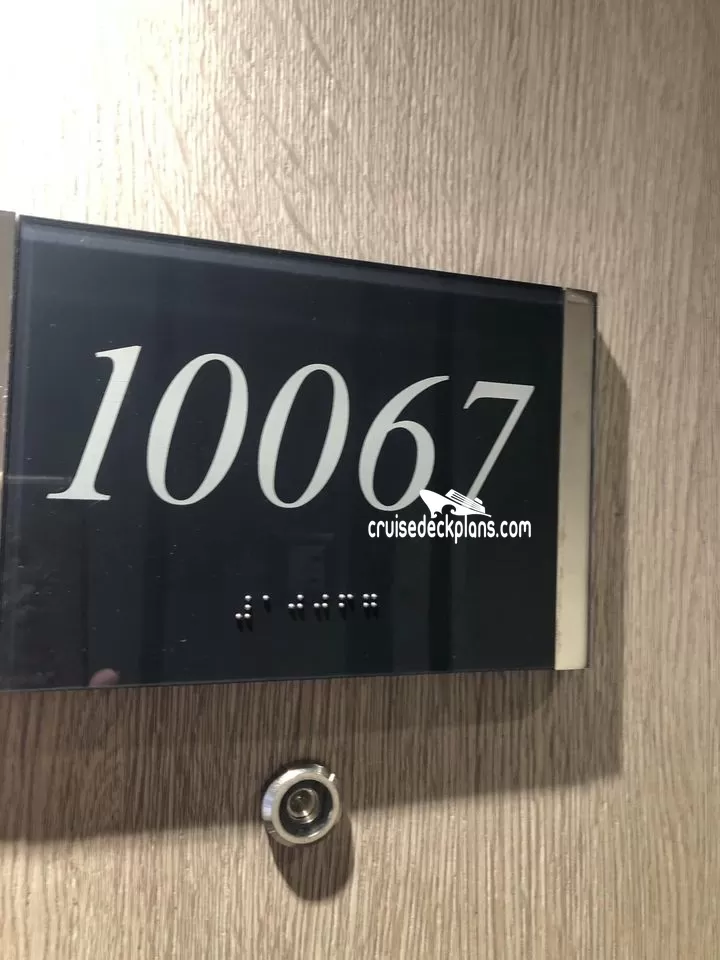 10067
cruisedeckplans.com
⠼⠁⠚⠚⠋⠛